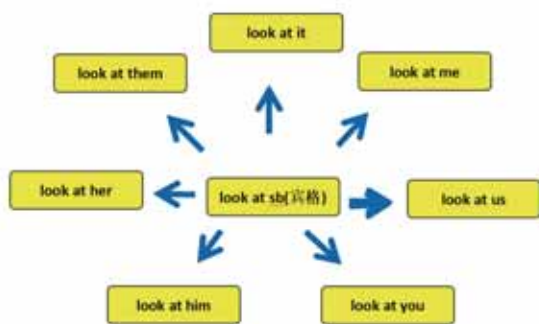 look at it
look at them
look at me
look at her
look at sb(宾格)
look at us
look at him
look at you